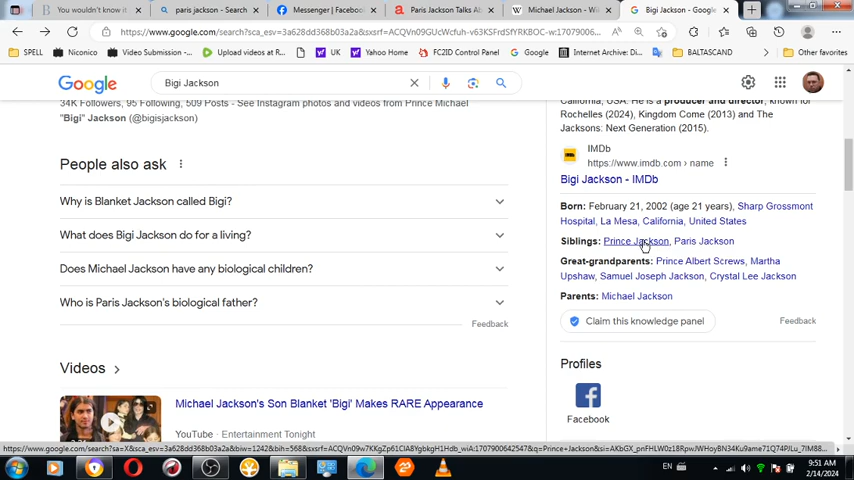 You wouldn't know it
paris jackson - Search
Messenger | Facebook
Paris Jackson Talks Ab
Michael Jackson - Wi
Bigi Jackson - Google
SPELL
Niconico
Video Submission -...
Upload videos at R...
UK
Yahoo Home
FC2ID Control Panel
Google
Internet Archive: Di...
BALTASCAND
Other favorites
Google
Bigi Jackson
34K Followers, 95 Following, 509 Posts - See Instagram photos and videos from Prince Michael
"Bigi" Jackson (@bigisjackson)
People also ask
Why is Blanket Jackson called Bigi?
What does Bigi Jackson do for a living?
Does Michael Jackson have any biological children?
Who is Paris Jackson's biological father?
Feedback
Videos
Michael Jackson's Son Blanket 'Bigi' Makes RARE Appearance
YouTube · Entertainment Tonight
California, USA. He is a producer and director, known for
Rochelles (2024), Kingdom Come (2013) and The
Jacksons: Next Generation (2015).
IMDb
https://www.imdb.com › name
Bigi Jackson - IMDb
Born: February 21, 2002 (age 21 years), Sharp Grossmont
Hospital, La Mesa, California, United States
Siblings: Prince Jackson, Paris Jackson
Great-grandparents: Prince Albert Screws, Martha
Upshaw, Samuel Joseph Jackson, Crystal Lee Jackson
Parents: Michael Jackson
Claim this knowledge panel
Feedback
Profiles
Facebook
EN
9:51 AM
2/14/2024